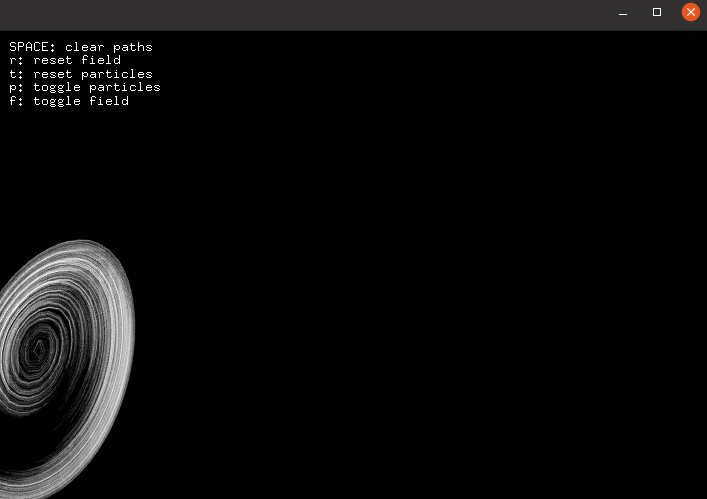 SPACE: clear paths
r: reset field
t: reset particles
p: toggle particles
f: toggle field